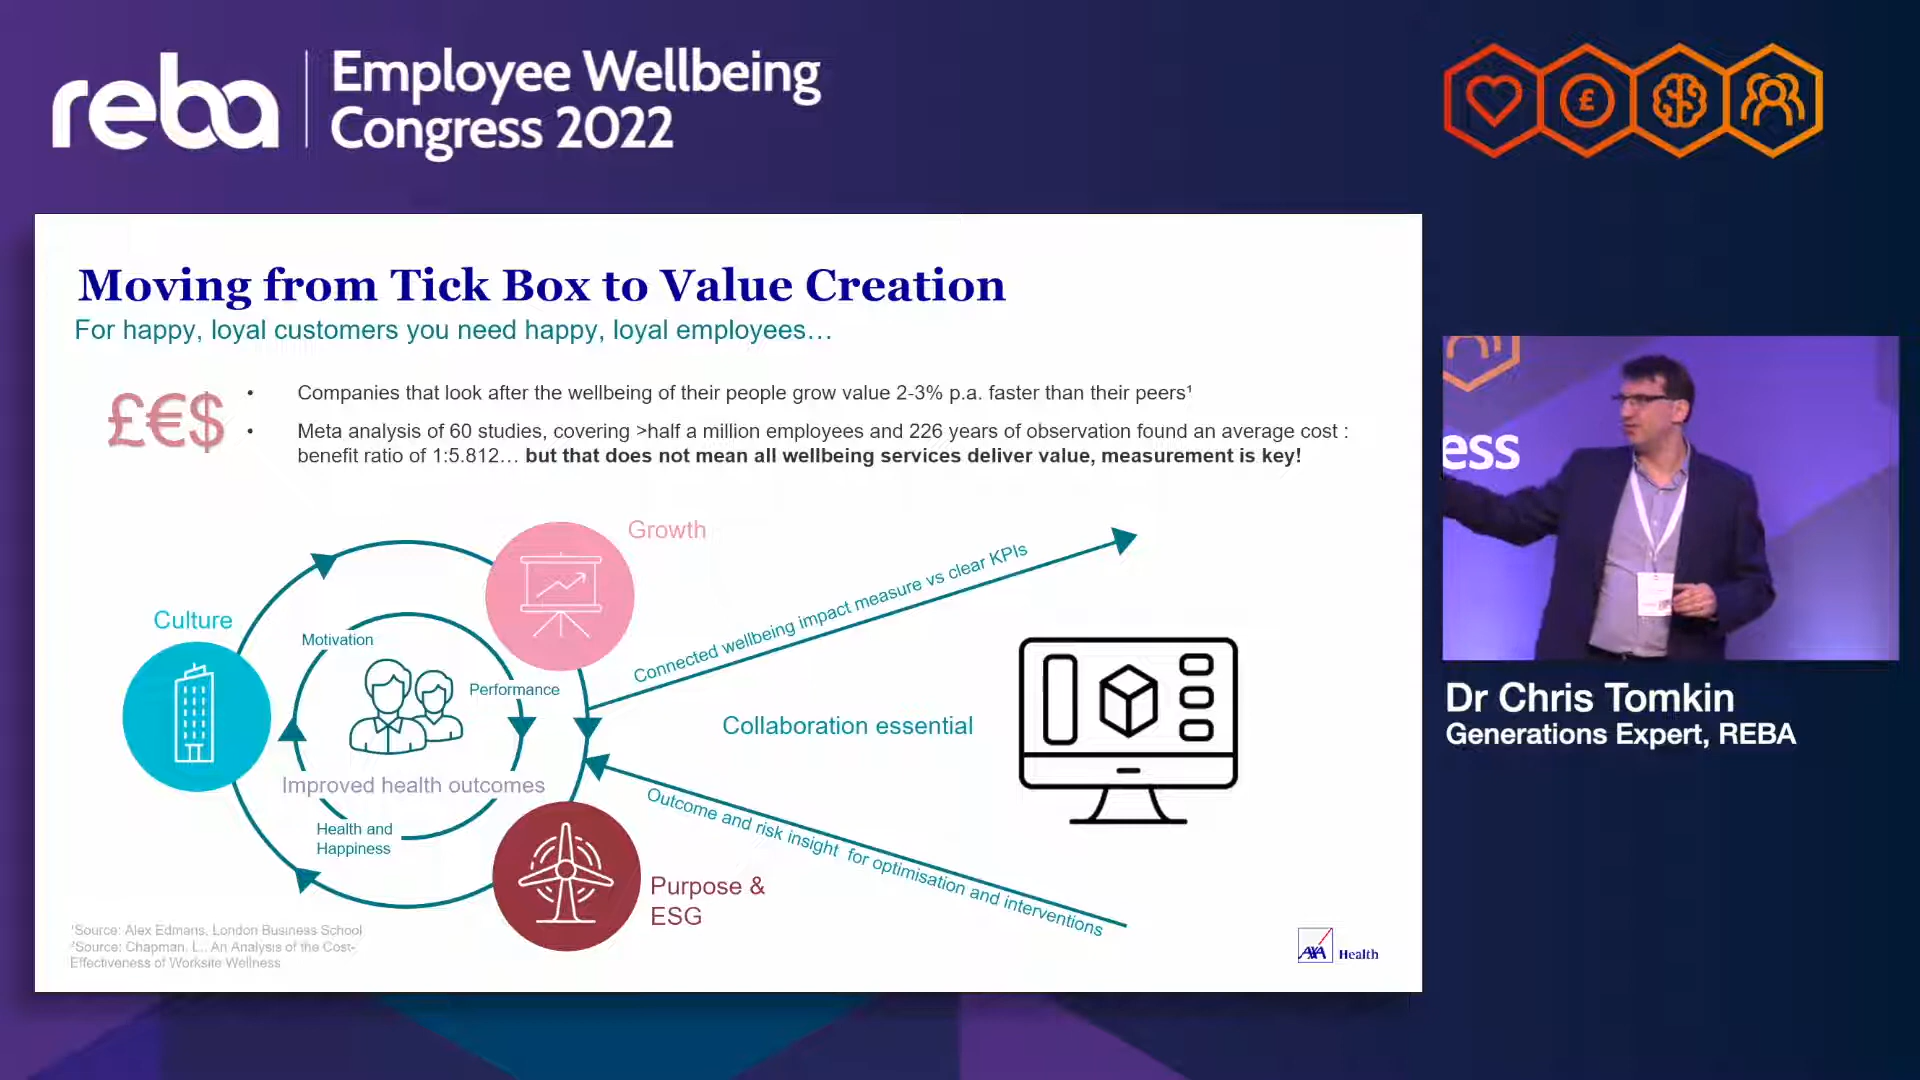 reba
Employee Wellbeing
Congress 2022
£
Moving from Tick Box to Value Creation
For happy, loyal customers you need happy, loyal employees…
£€$
• Companies that look after the wellbeing of their people grow value 2-3% p.a. faster than their peers¹
• Meta analysis of 60 studies, covering >half a million employees and 226 years of observation found an average cost :
benefit ratio of 1:5.812… but that does not mean all wellbeing services deliver value, measurement is key!
Growth
Culture
Motivation
Performance
Improved health outcomes
Health and
Happiness
Purpose &
ESG
Connected wellbeing impact measure vs clear KPIs
Collaboration essential
Outcome and risk insight for optimisation and interventions
¹Source: Alex Edmans, London Business School
²Source: Chapman, L., An Analysis of the Cost-
Effectiveness of Worksite Wellness
AXA Health
ess
Dr Chris Tomkin
Generations Expert, REBA